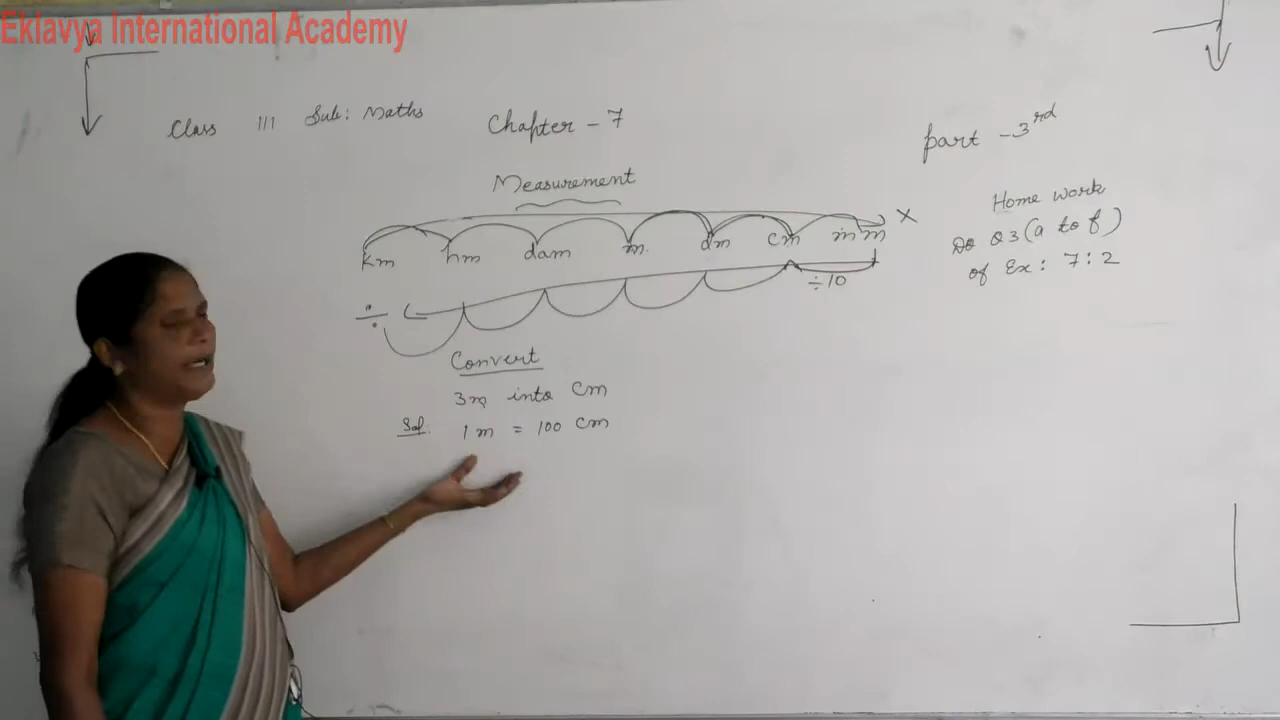 Eklavya International Academy
Class III Sub: Maths Chapter - 7
Part - 3rd
Measurement
Home work
Do Q3 (a to f)
of Ex: 7:2
km hm dam m dm cm mm ×
÷ ÷10
Convert
3m into cm
Sol. 1 m = 100 cm